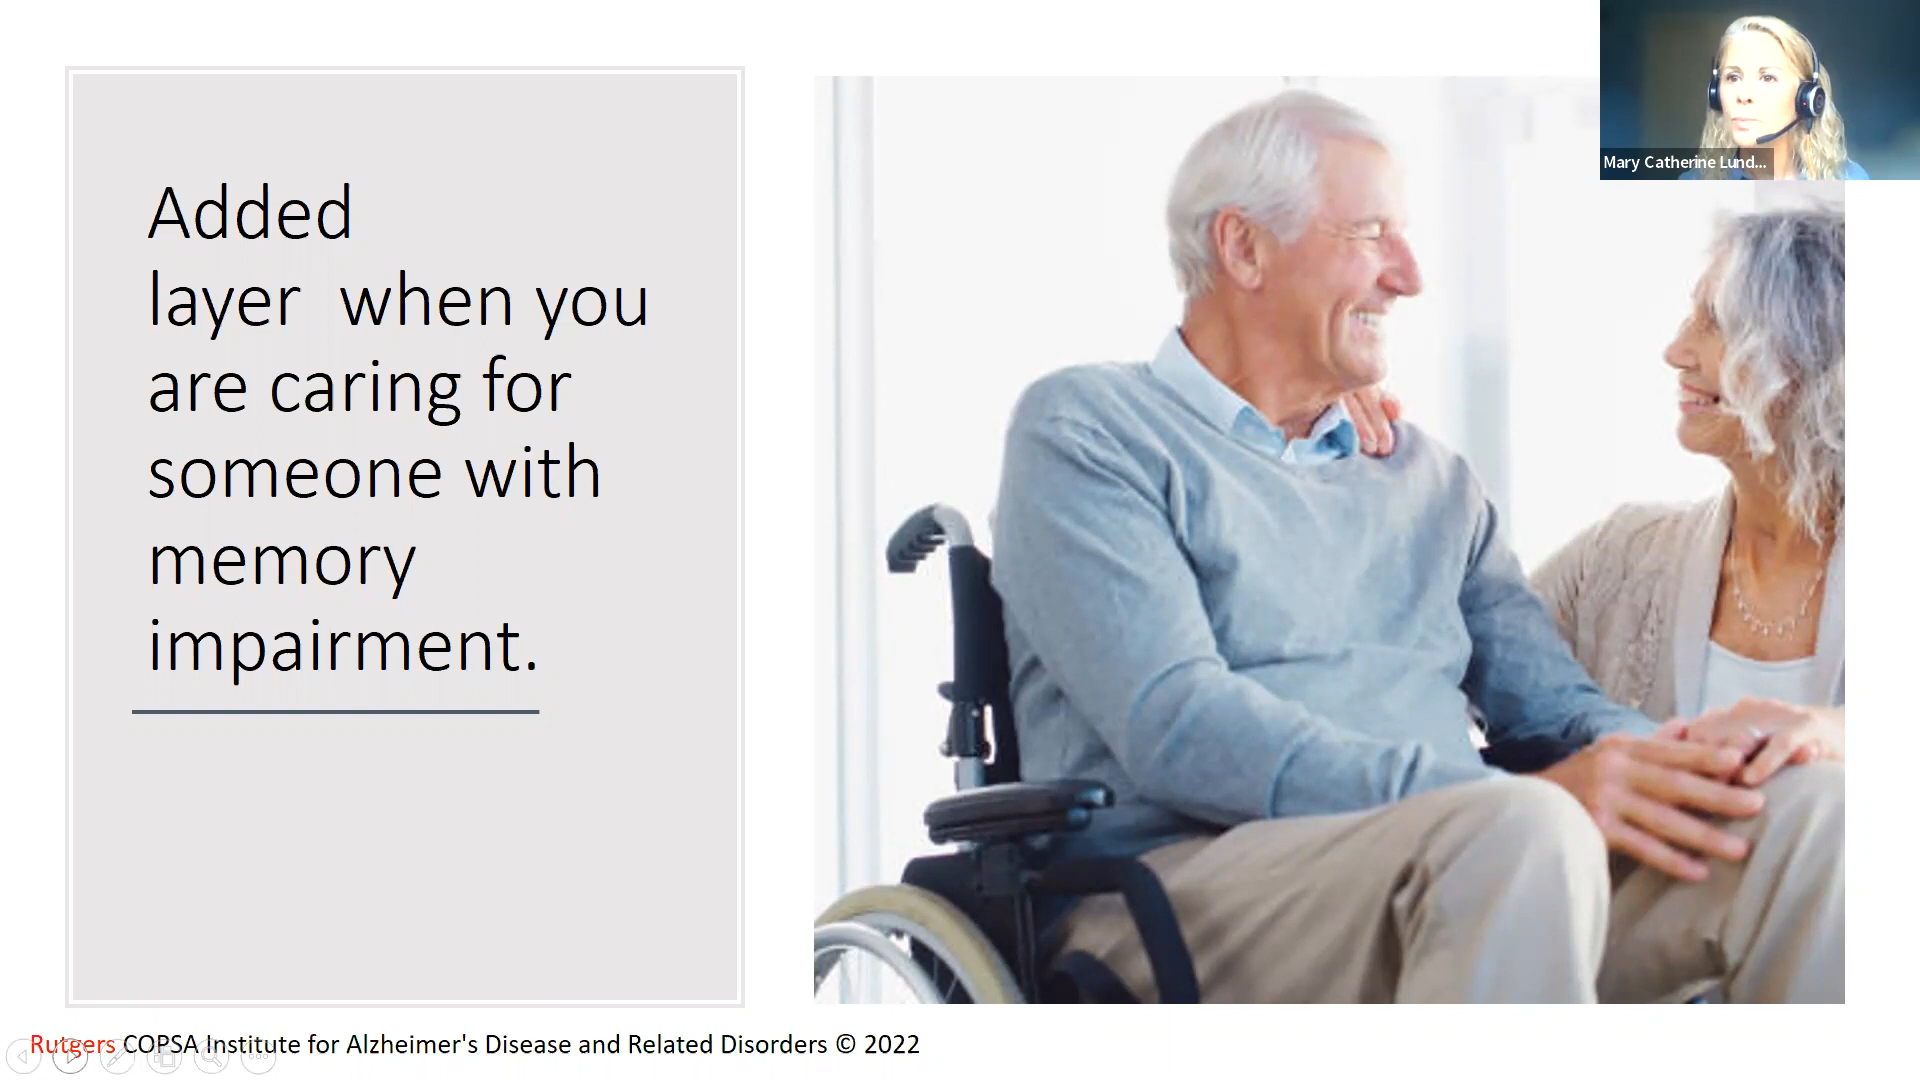 Mary Catherine Lund...
Added
layer  when you
are caring for
someone with
memory
impairment.
Rutgers COPSA Institute for Alzheimer's Disease and Related Disorders © 2022